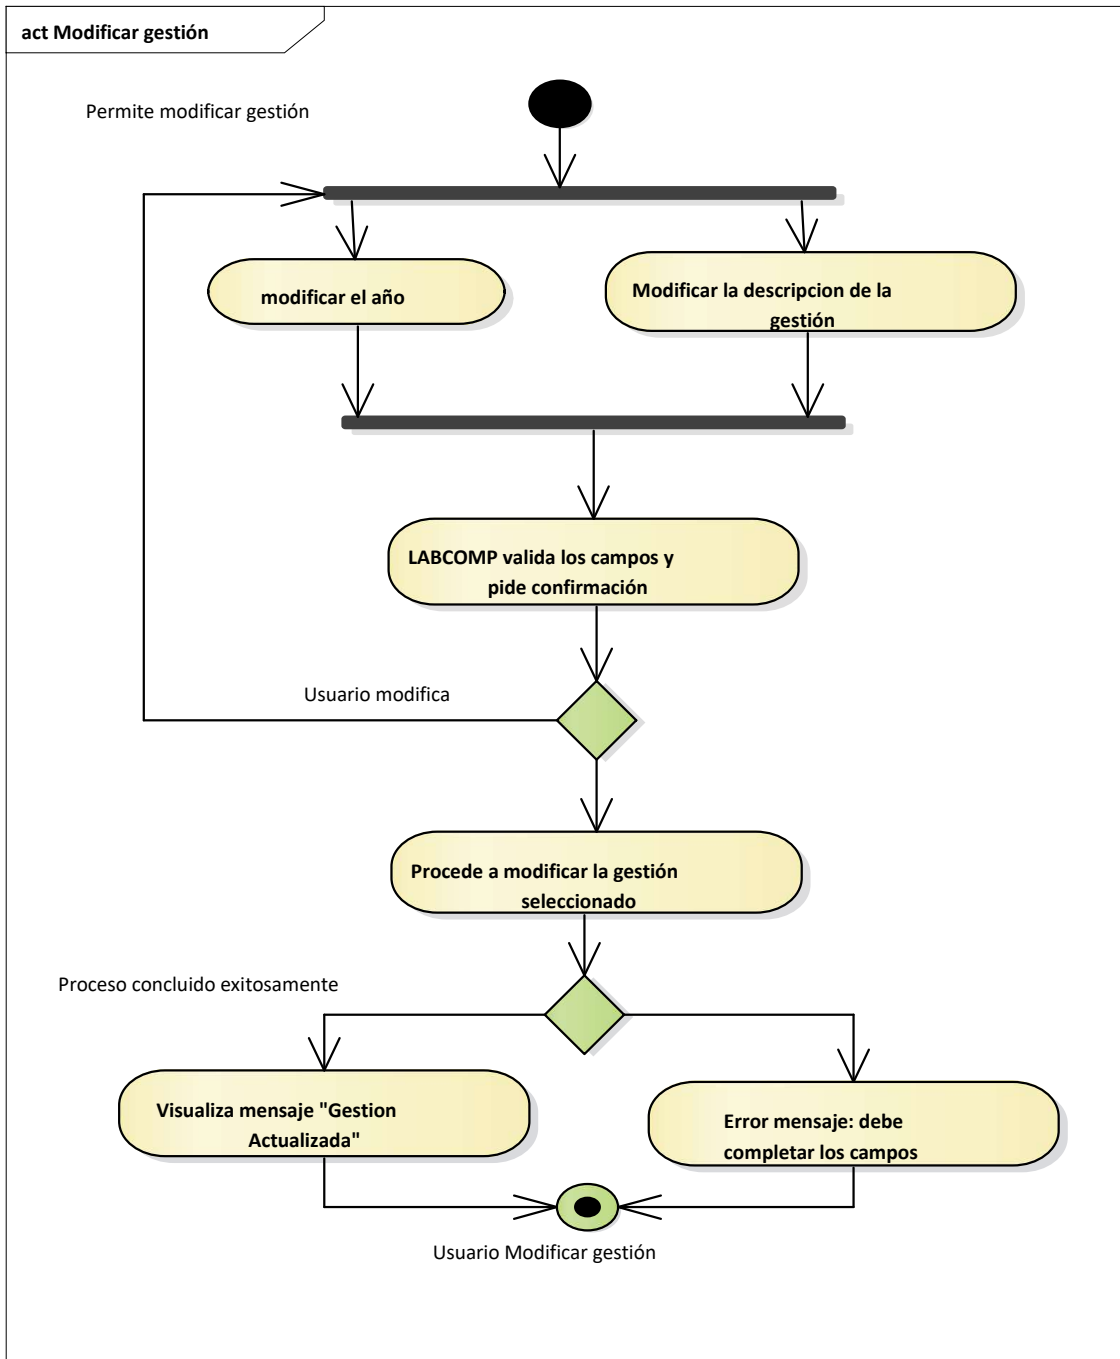 act Modificar gestión
Permite modificar gestión
modificar el año
Modificar la descripcion de la
gestión
LABCOMP valida los campos y
pide confirmación
Usuario modifica
Procede a modificar la gestión
seleccionado
Proceso concluido exitosamente
Visualiza mensaje "Gestion
Actualizada"
Error mensaje: debe
completar los campos
Usuario Modificar gestión